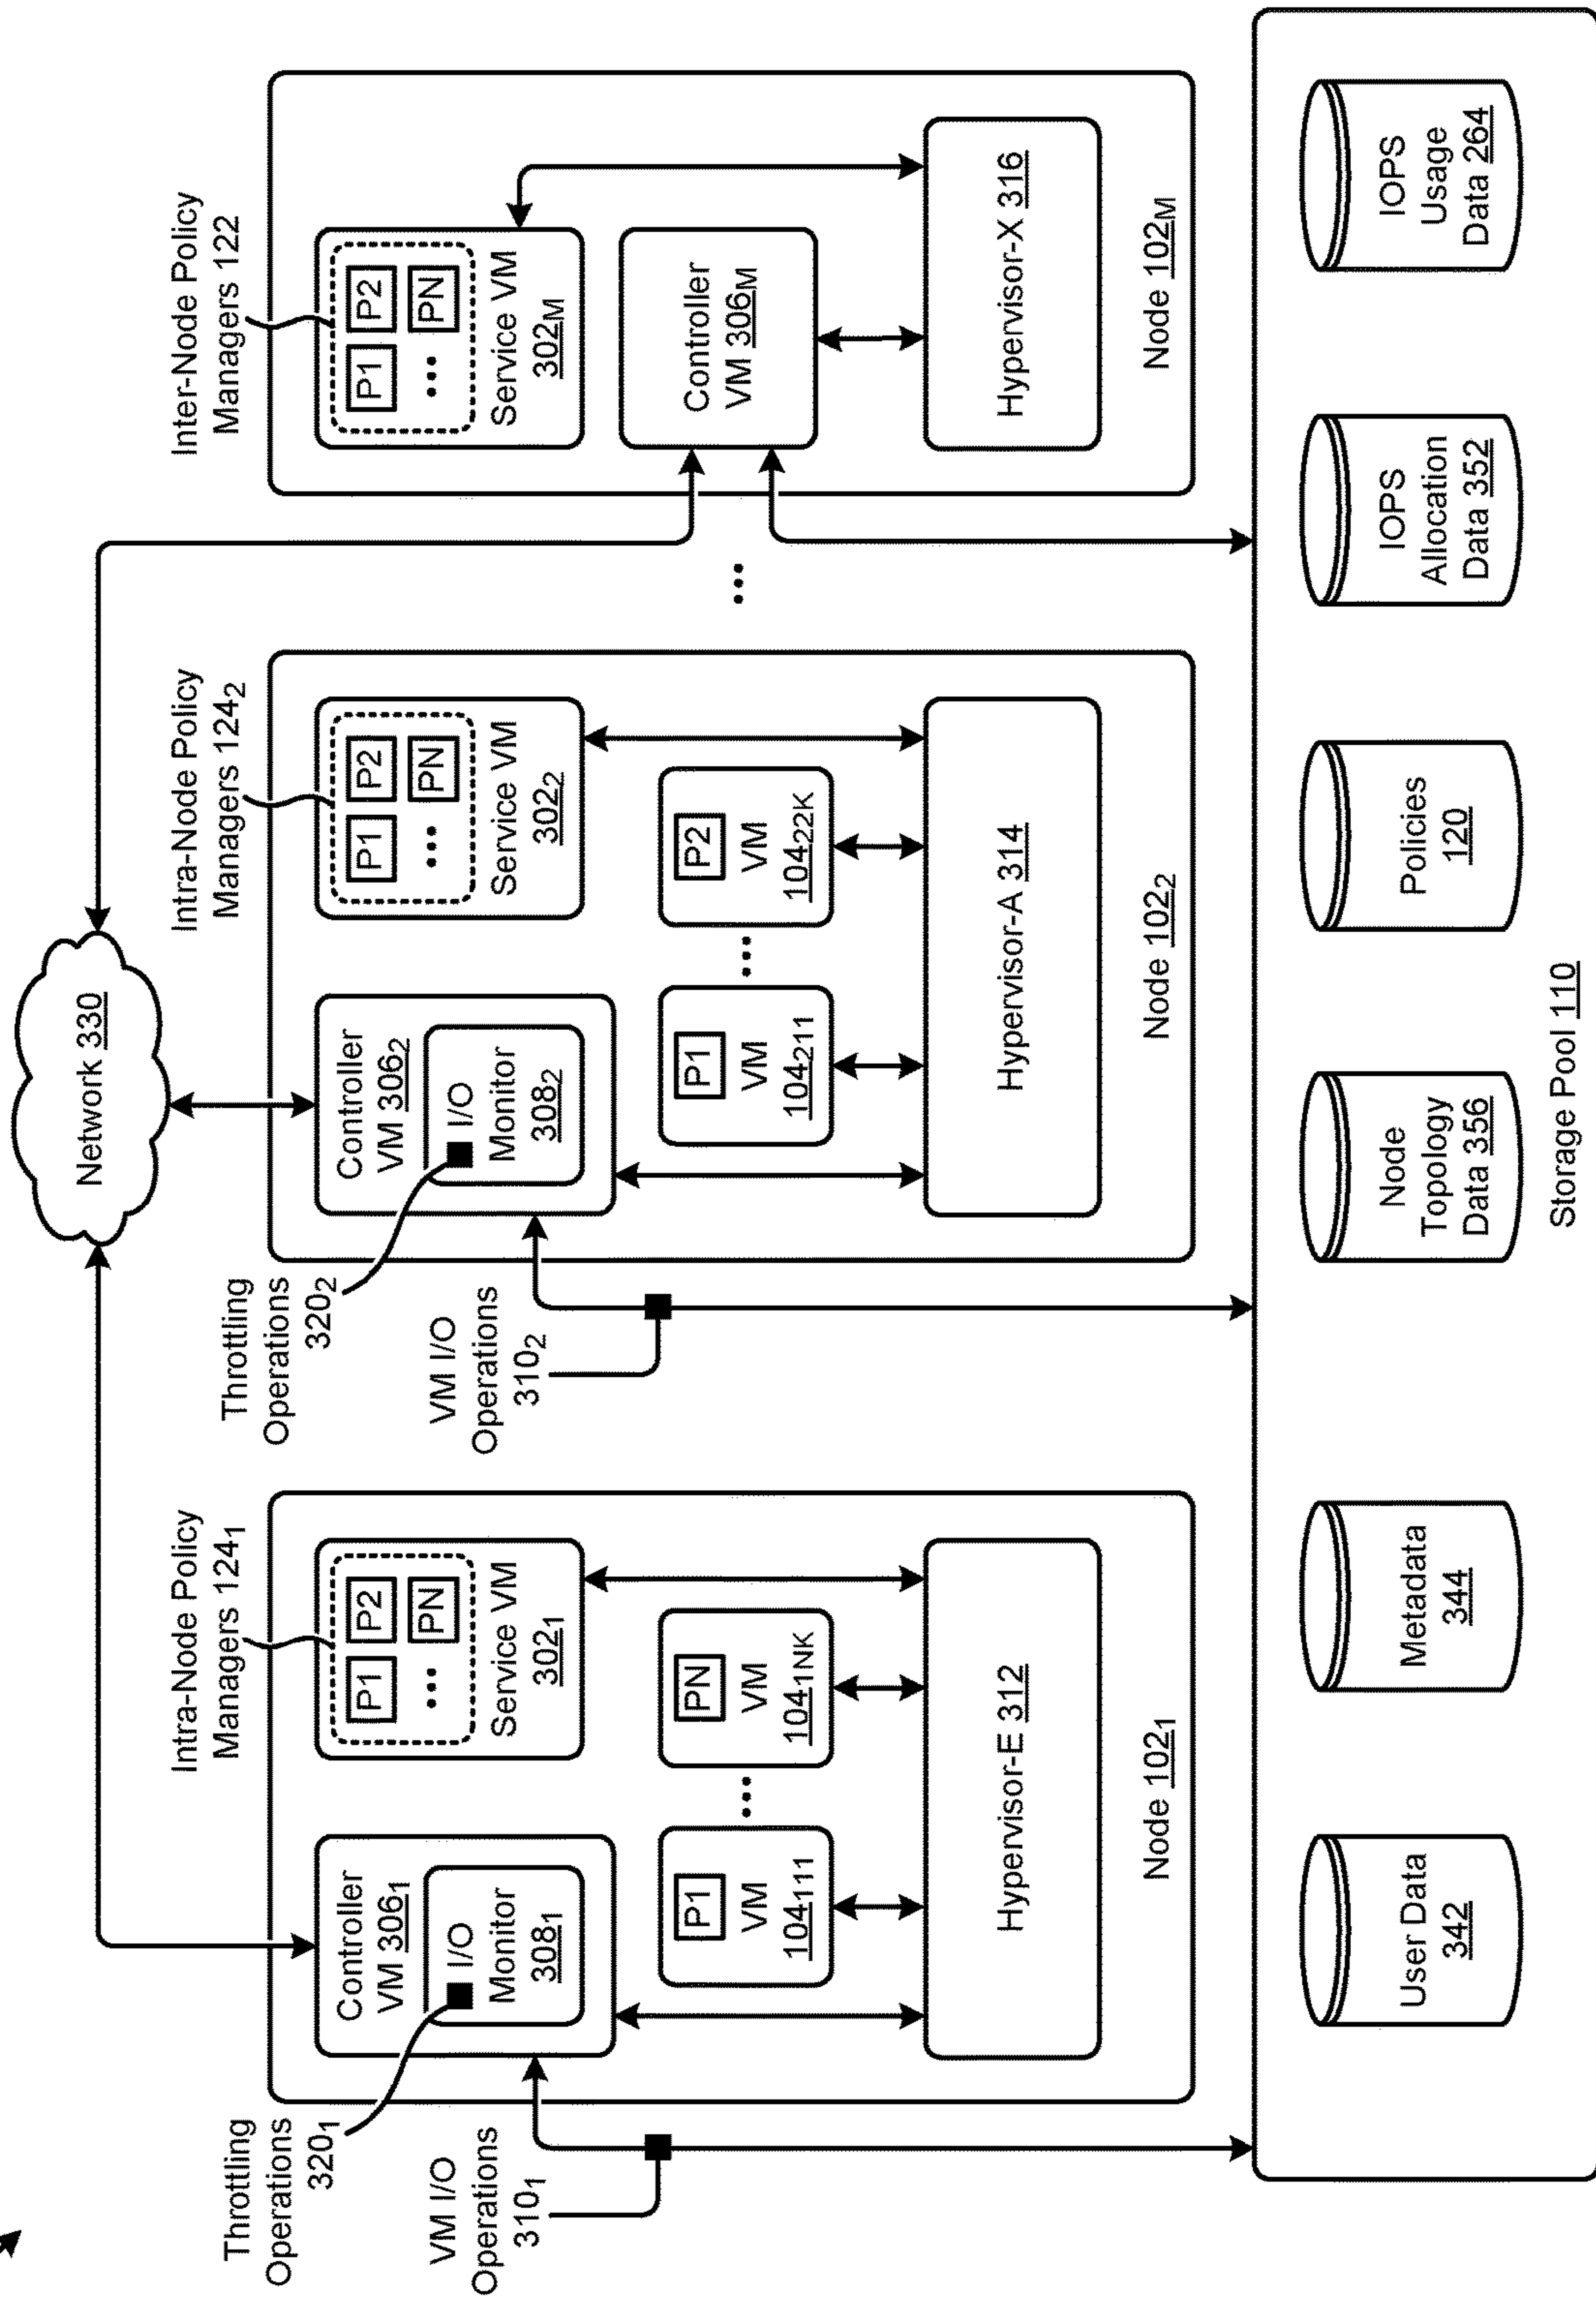 Network 330
Intra-Node Policy
Managers 124₁
Intra-Node Policy
Managers 124₂
Inter-Node Policy
Managers 122
Throttling
Operations
320₁
VM I/O
Operations
310₁
Controller
VM 306₁
I/O
Monitor
308₁
P1
P2
...
PN
Service VM
302₁
P1
VM
104₁₁₁
...
PN
VM
104₁NK
Hypervisor-E 312
Node 102₁
Throttling
Operations
320₂
VM I/O
Operations
310₂
Controller
VM 306₂
I/O
Monitor
308₂
P1
P2
...
PN
Service VM
302₂
P1
VM
104₂₁₁
...
P2
VM
104₂₂K
Hypervisor-A 314
Node 102₂
...
P1
P2
...
PN
Service VM
302M
Controller
VM 306M
Hypervisor-X 316
Node 102M
User Data
342
Metadata
344
Node
Topology
Data 356
Policies
120
IOPS
Allocation
Data 352
IOPS
Usage
Data 264
Storage Pool 110